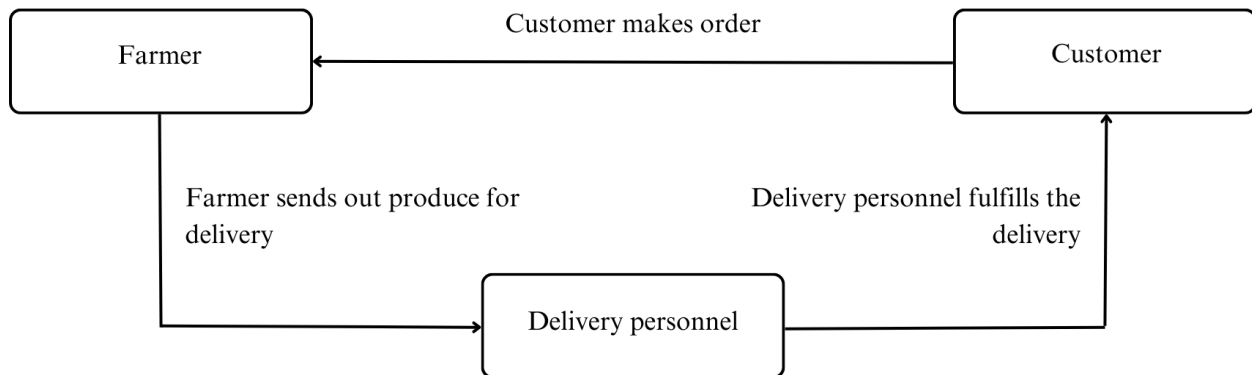 Customer makes order
Farmer
Customer
Farmer sends out produce for
delivery
Delivery personnel fulfills the
delivery
Delivery personnel